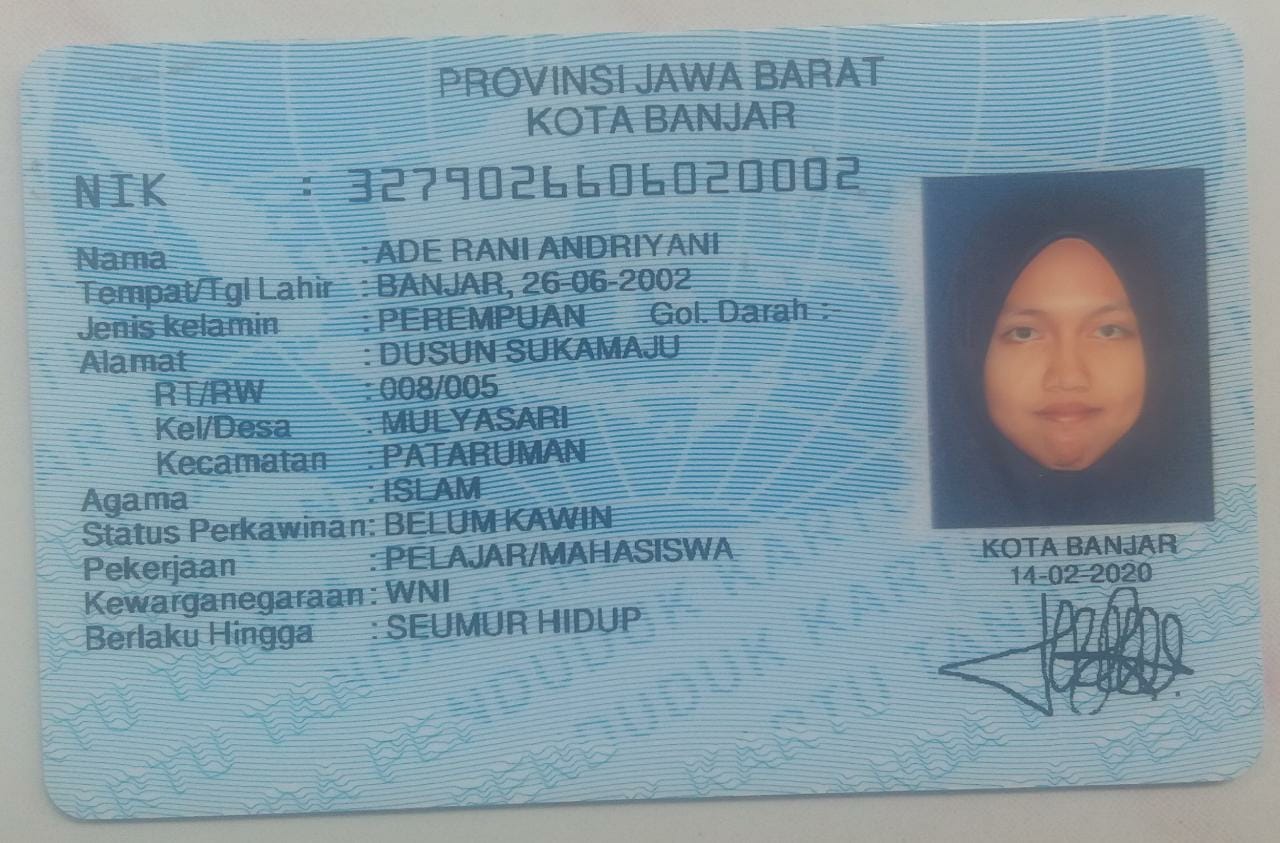 PROVINSI JAWA BARAT
KOTA BANJAR
NIK : 3279026606020002
Nama : ADE RANI ANDRIYANI
Tempat/Tgl Lahir : BANJAR, 26-06-2002
Jenis kelamin : PEREMPUAN Gol. Darah :-
Alamat : DUSUN SUKAMAJU
RT/RW : 008/005
Kel/Desa : MULYASARI
Kecamatan : PATARUMAN
Agama : ISLAM
Status Perkawinan: BELUM KAWIN
Pekerjaan : PELAJAR/MAHASISWA
Kewarganegaraan: WNI
Berlaku Hingga : SEUMUR HIDUP
KOTA BANJAR
14-02-2020